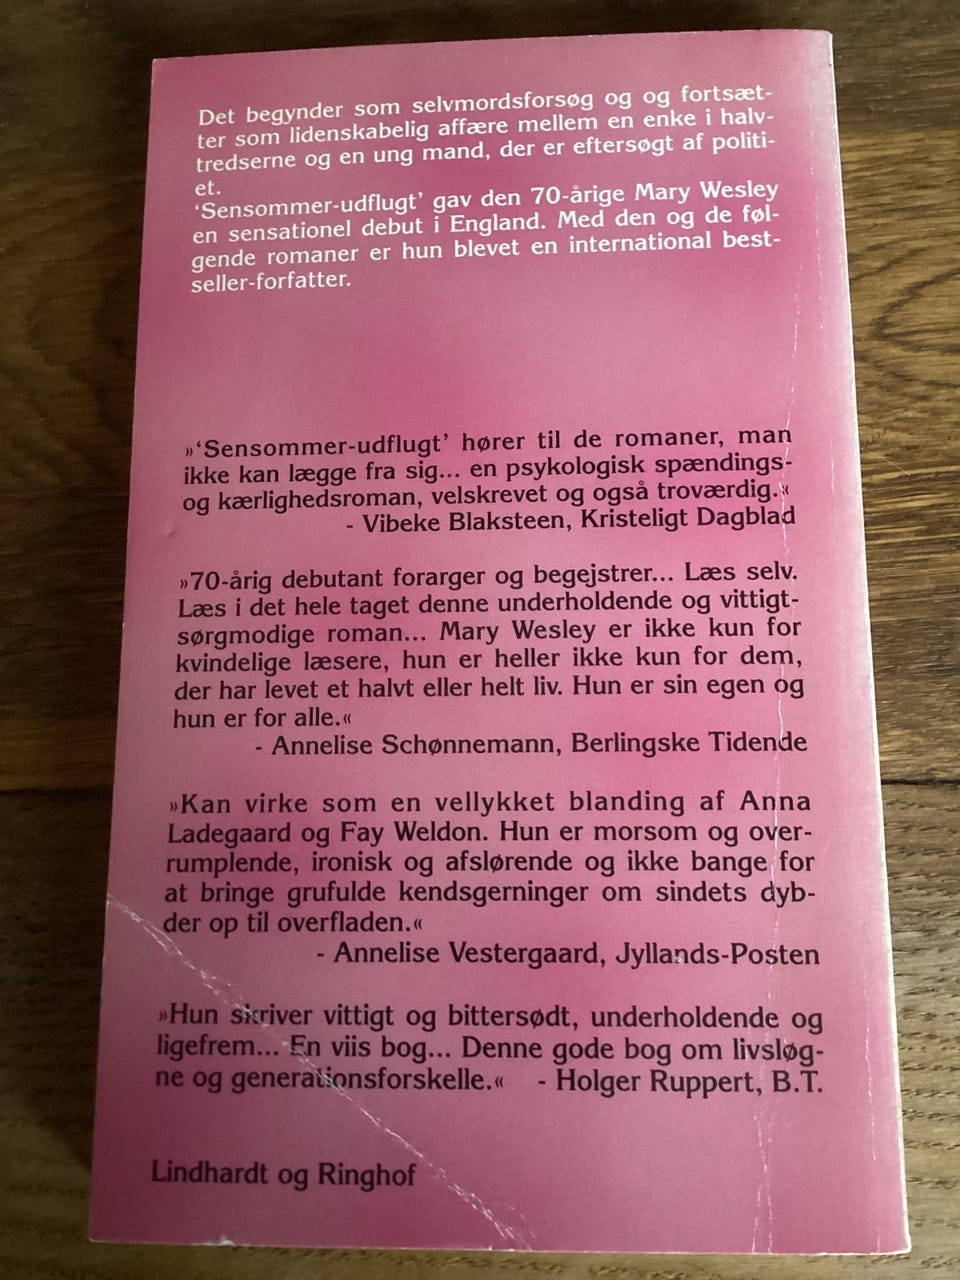 Det begynder som selvmordsforsøg og og fortsæt-
ter som lidenskabelig affære mellem en enke i halv-
tredserne og en ung mand, der er eftersøgt af politi-
et.
‘Sensommer-udflugt’ gav den 70-årige Mary Wesley
en sensationel debut i England. Med den og de føl-
gende romaner er hun blevet en international best-
seller-forfatter.
»‘Sensommer-udflugt’ hører til de romaner, man
ikke kan lægge fra sig... en psykologisk spændings-
og kærlighedsroman, velskrevet og også troværdig.«
- Vibeke Blaksteen, Kristeligt Dagblad
»70-årig debutant forarger og begejstrer... Læs selv.
Læs i det hele taget denne underholdende og vittigt-
sørgmodige roman... Mary Wesley er ikke kun for
kvindelige læsere, hun er heller ikke kun for dem,
der har levet et halvt eller helt liv. Hun er sin egen og
hun er for alle.«
- Annelise Schønnemann, Berlingske Tidende
»Kan virke som en vellykket blanding af Anna
Ladegaard og Fay Weldon. Hun er morsom og over-
rumplende, ironisk og afslørende og ikke bange for
at bringe grufulde kendsgerninger om sindets dyb-
der op til overfladen.«
- Annelise Vestergaard, Jyllands-Posten
»Hun skriver vittigt og bittersødt, underholdende og
ligefrem... En viis bog... Denne gode bog om livsløg-
ne og generationsforskelle.« - Holger Ruppert, B.T.
Lindhardt og Ringhof